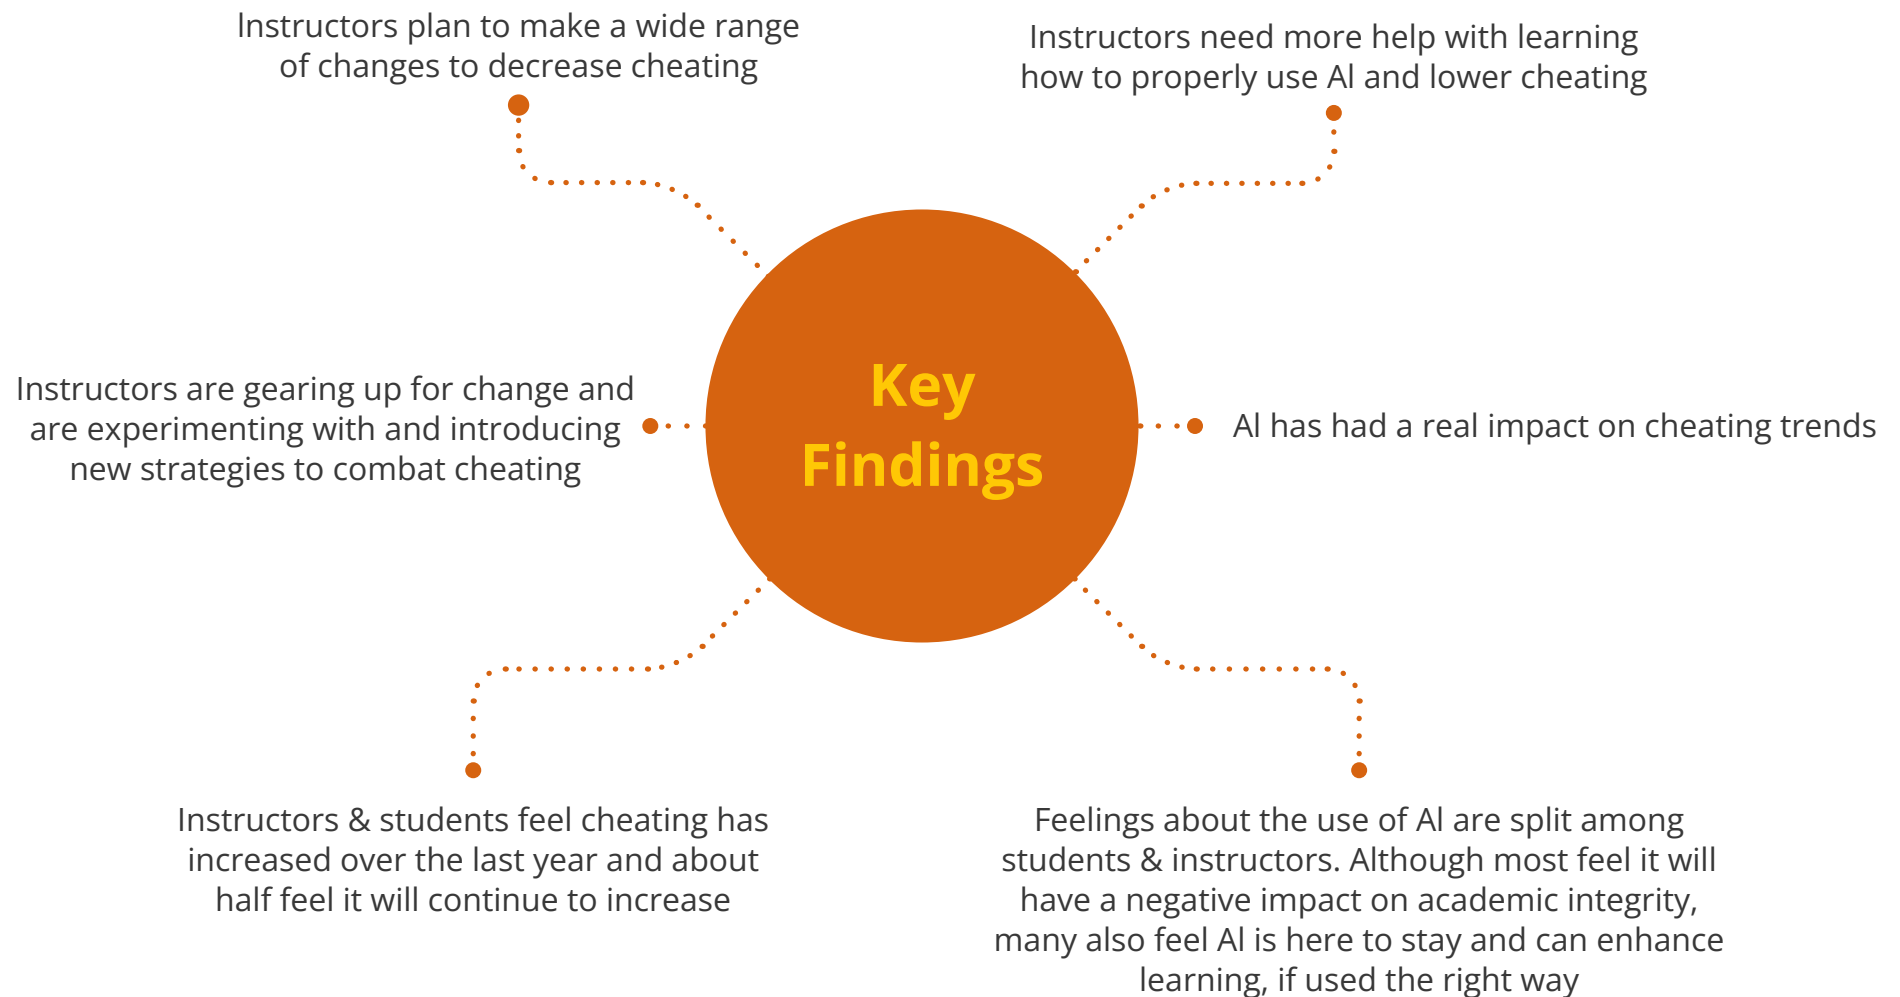 Instructors plan to make a wide range
of changes to decrease cheating
Instructors need more help with learning
how to properly use AI and lower cheating
Key
Findings
Instructors are gearing up for change and
are experimenting with and introducing
new strategies to combat cheating
AI has had a real impact on cheating trends
Instructors & students feel cheating has
increased over the last year and about
half feel it will continue to increase
Feelings about the use of AI are split among
students & instructors. Although most feel it will
have a negative impact on academic integrity,
many also feel AI is here to stay and can enhance
learning, if used the right way